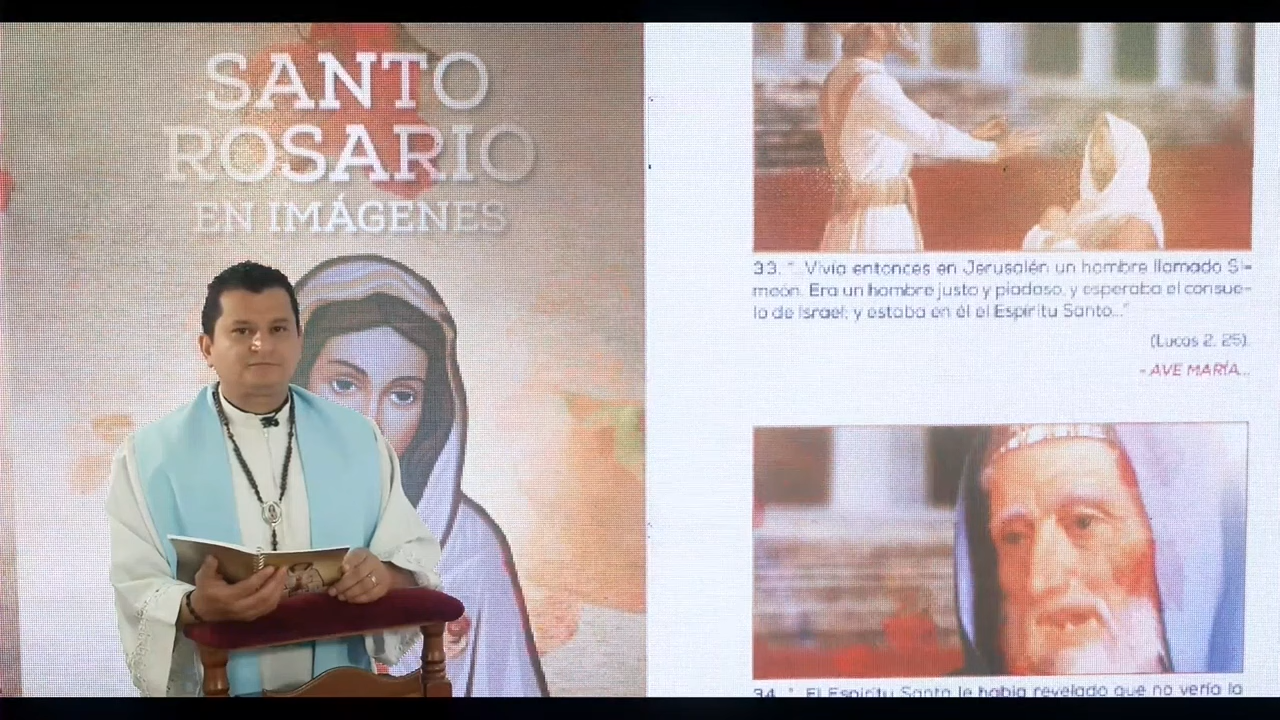 SANTO
ROSARIO
EN IMÁGENES
33. "...Vivía entonces en Jerusalén un hombre llamado Si-
meón. Era un hombre justo y piadoso, y esperaba el consue-
lo de Israel; y estaba en él el Espíritu Santo..."
(Lucas 2, 25).
- AVE MARÍA...
34. "...El Espíritu Santo le había revelado que no vería la